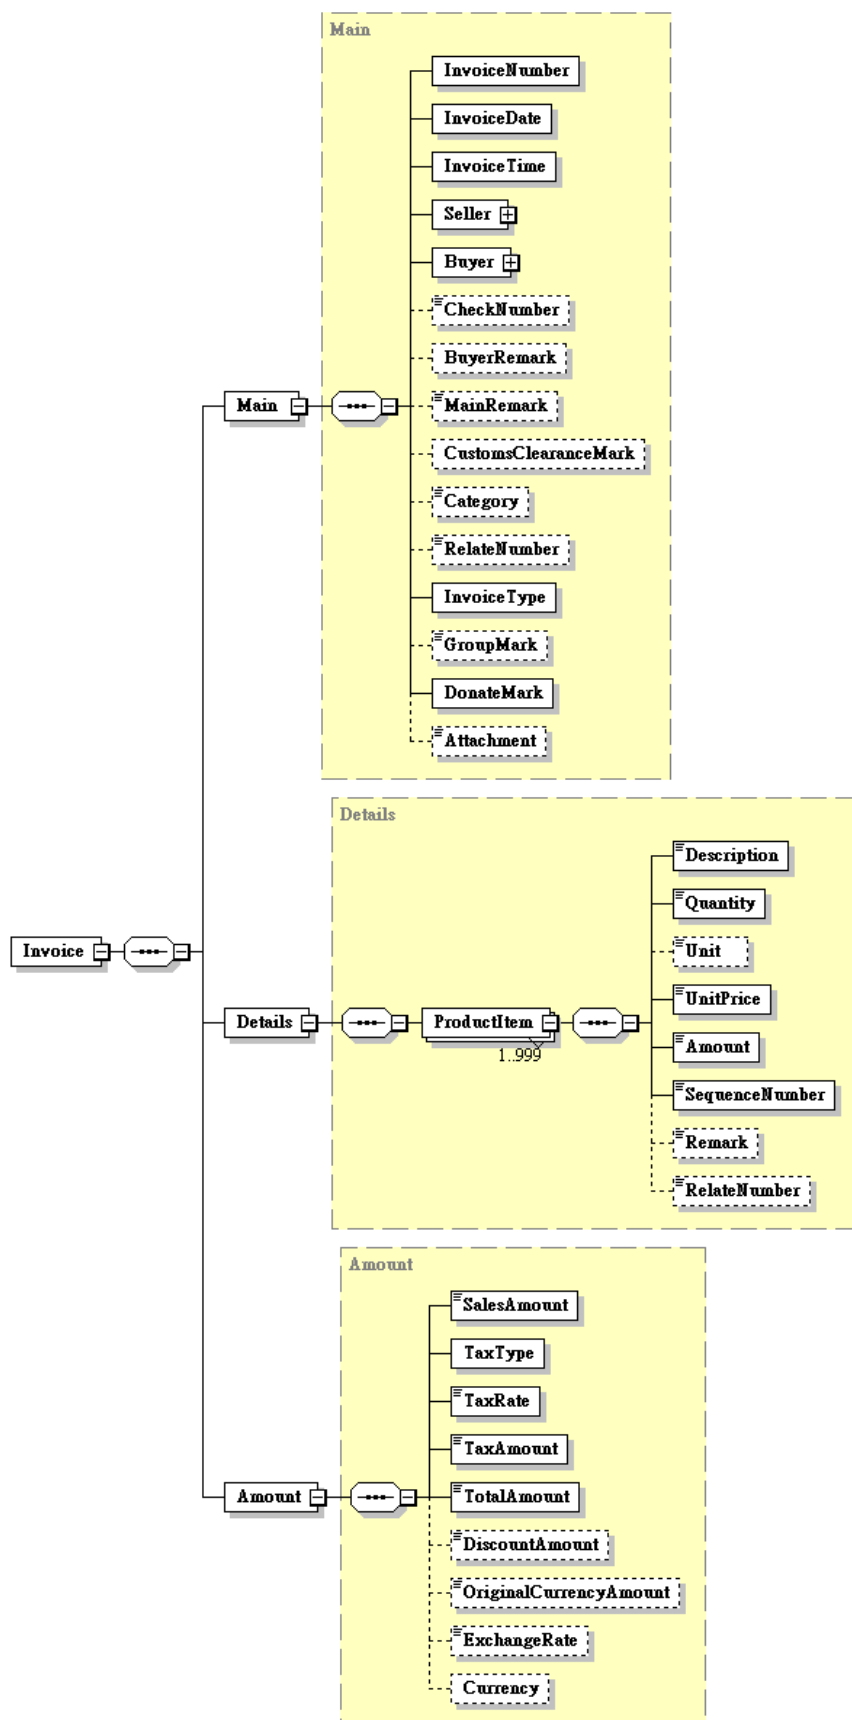 Main
InvoiceNumber
InvoiceDate
InvoiceTime
Seller
Buyer
CheckNumber
BuyerRemark
Main
MainRemark
CustomsClearanceMark
Category
RelateNumber
InvoiceType
GroupMark
DonateMark
Attachment
Details
Description
Quantity
Invoice
Unit
UnitPrice
Details
ProductItem
1..999
Amount
SequenceNumber
Remark
RelateNumber
Amount
SalesAmount
TaxType
TaxRate
TaxAmount
Amount
TotalAmount
DiscountAmount
OriginalCurrencyAmount
ExchangeRate
Currency